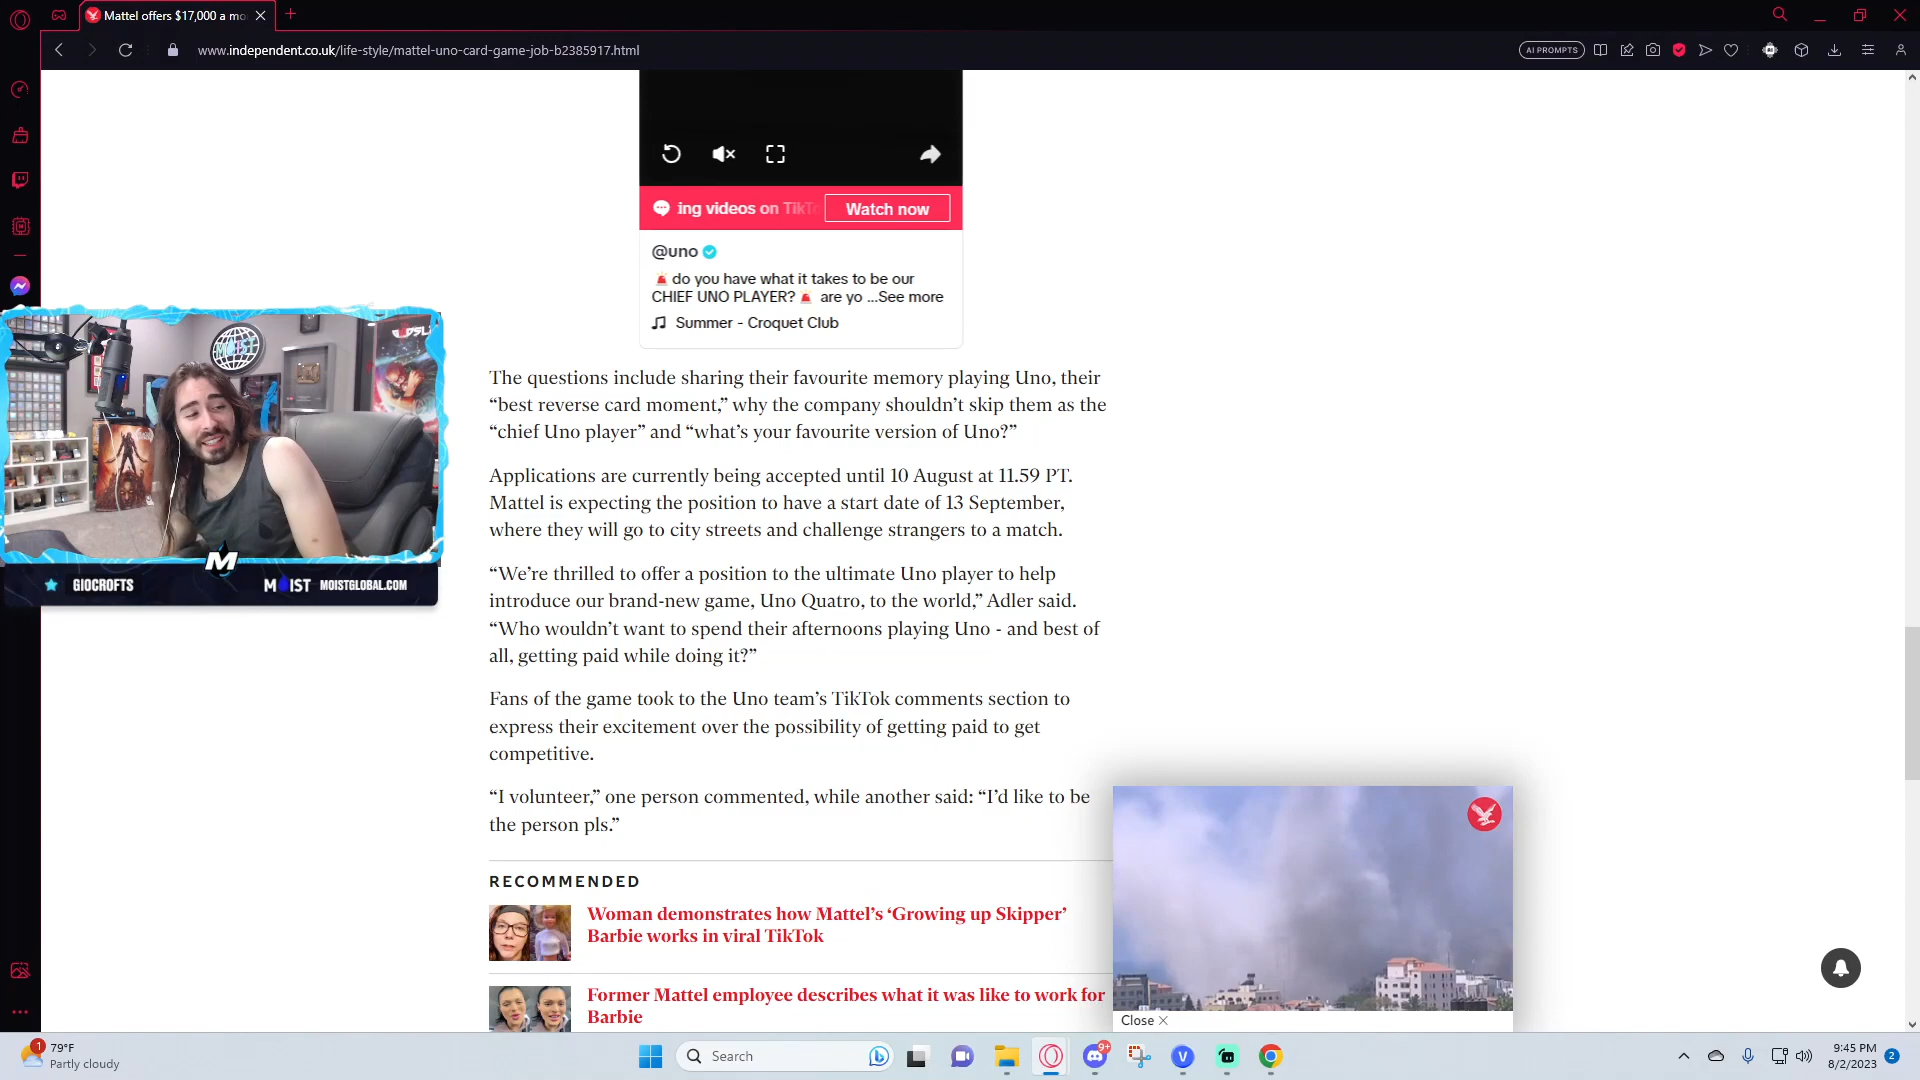 Mattel offers $17,000 a mo
www.independent.co.uk/life-style/mattel-uno-card-game-job-b2385917.html
AI PROMPTS
ing videos on TikTo
Watch now
@uno
do you have what it takes to be our
CHIEF UNO PLAYER? are yo ...See more
Summer - Croquet Club
MOIST
GIOCROFTS
M
MOIST
MOISTGLOBAL.COM
The questions include sharing their favourite memory playing Uno, their
“best reverse card moment,” why the company shouldn’t skip them as the
“chief Uno player” and “what’s your favourite version of Uno?”
Applications are currently being accepted until 10 August at 11.59 PT.
Mattel is expecting the position to have a start date of 13 September,
where they will go to city streets and challenge strangers to a match.
“We’re thrilled to offer a position to the ultimate Uno player to help
introduce our brand-new game, Uno Quatro, to the world,” Adler said.
“Who wouldn’t want to spend their afternoons playing Uno - and best of
all, getting paid while doing it?”
Fans of the game took to the Uno team’s TikTok comments section to
express their excitement over the possibility of getting paid to get
competitive.
“I volunteer,” one person commented, while another said: “I’d like to be
the person pls.”
RECOMMENDED
Woman demonstrates how Mattel’s ‘Growing up Skipper’
Barbie works in viral TikTok
Former Mattel employee describes what it was like to work for
Barbie
Close
1
79°F
Partly cloudy
Search
9+
V
9:45 PM
8/2/2023
2